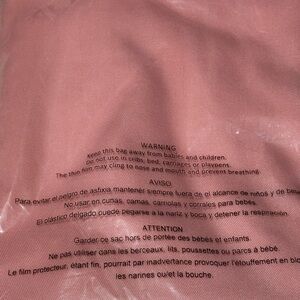 WARNING
Keep this bag away from babies and children.
Do not use in cribs, bed, carriages or playpens.
The thin film may cling to nose and mouth and prevent breathing.
AVISO
Para evitar el peligro de asfixia mantener siempre fuera de el alcance de niños y de be
No usar en cunas, camas, carriolas y corrales para bebés.
El plástico delgado puede pegarse a la nariz y boca y detener la respiración.
ATTENTION
Garder ce sac hors de portée des bébés et enfants.
Ne pas utiliser dans les berceaux, lits, poussettes ou parcs à bébé.
Le film protecteur, étant fin, pourrait par inadvertance provoquer l'étouffement en blo
les narines ou/et la bouche.